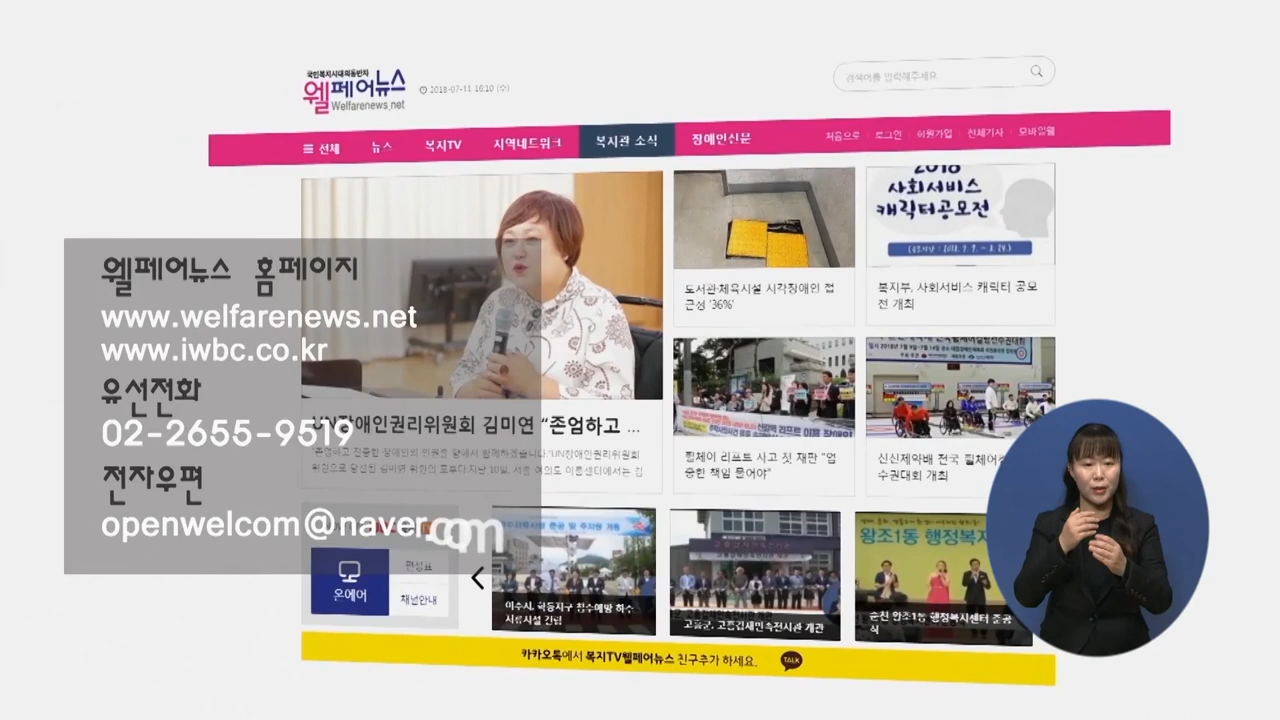 국민복지시대의동반자
웰페어뉴스
Welfarenews.net
2018-07-11 16:10 (수)
검색어를 입력해주세요
전체 뉴스 복지TV 지역네트워크 복지관 소식 장애인신문
처음으로 로그인 회원가입 전체기사 모바일웹
웰페어뉴스 홈페이지
www.welfarenews.net
www.iwbc.co.kr
유선전화
02-2655-9519
전자우편
openwelcom@naver.com
UN장애인권리위원회 김미연 “존엄하고 ...
도서관·체육시설 시각장애인 접
근성 '36%'
2018
사회서비스
캐릭터공모전
복지부, 사회서비스 캐릭터 공모
전 개최
휠체어 리프트 사고 첫 재판 "엄
중한 책임 물어야"
신신제약배 전국 휠체어
수권대회 개최
온에어
편성표
채널안내
여수시, 학동지구 침수예방 하수
시류시설 건립
고흥군, 고흥갑재민속전시관 개관
왕조1동 행정복지
순천 왕조1동 행정복지센터 준공
식
카카오톡에서 복지TV웰페어뉴스 친구추가 하세요.
TALK